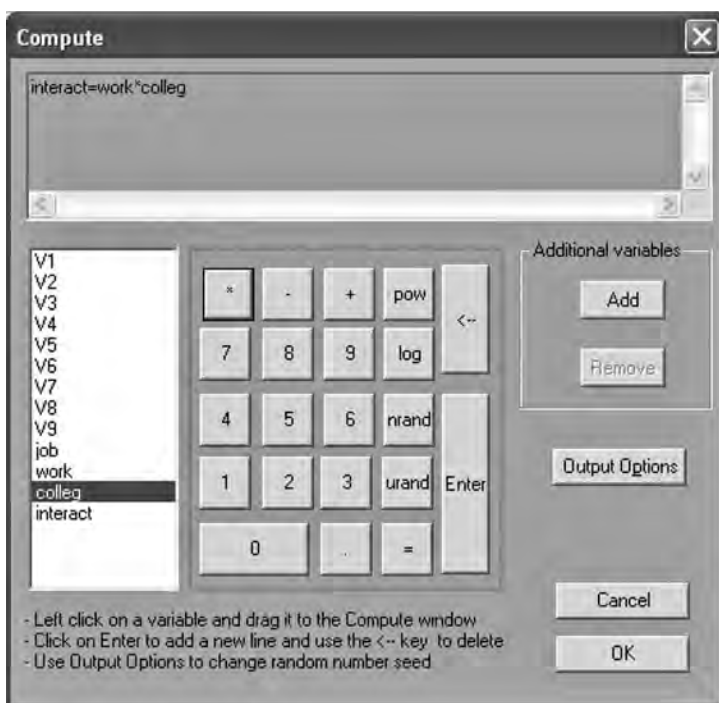 Compute
interact=work*colleg
V1
V2
V3
V4
V5
V6
V7
V8
V9
job
work
colleg
interact
* - + pow <--
7 8 9 log
4 5 6 nrand Enter
1 2 3 urand
0 . =
Additional variables
Add
Remove
Output Options
Cancel
OK
- Left click on a variable and drag it to the Compute window
- Click on Enter to add a new line and use the <-- key to delete
- Use Output Options to change random number seed